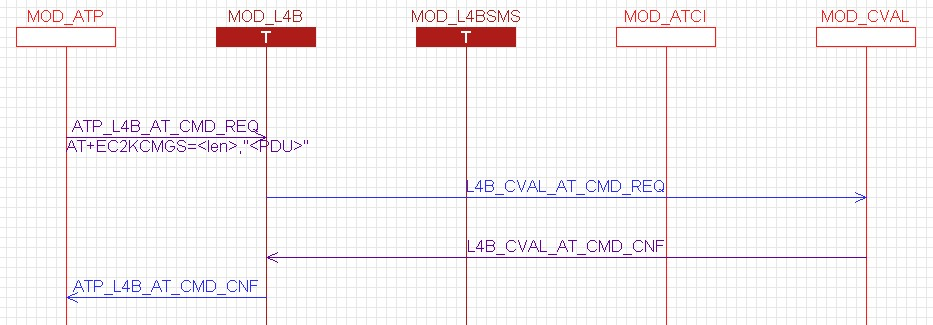 MOD_ATP MOD_L4B MOD_L4BSMS MOD_ATCI MOD_CVAL
T T
ATP_L4B_AT_CMD_REQ
AT+EC2KCMGS=<len>,"<PDU>"
L4B_CVAL_AT_CMD_REQ
L4B_CVAL_AT_CMD_CNF
ATP_L4B_AT_CMD_CNF